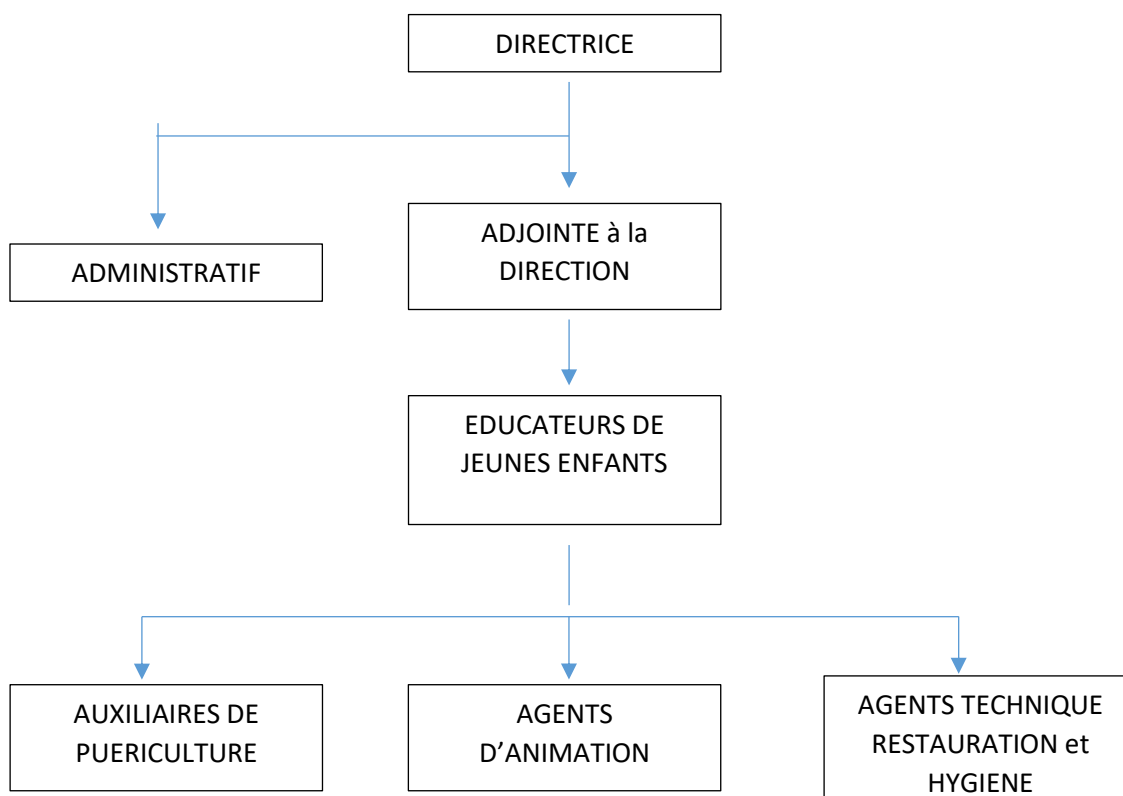 DIRECTRICE
ADMINISTRATIF
ADJOINTE à la
DIRECTION
EDUCATEURS DE
JEUNES ENFANTS
AUXILIAIRES DE
PUERICULTURE
AGENTS
D’ANIMATION
AGENTS TECHNIQUE
RESTAURATION et
HYGIENE